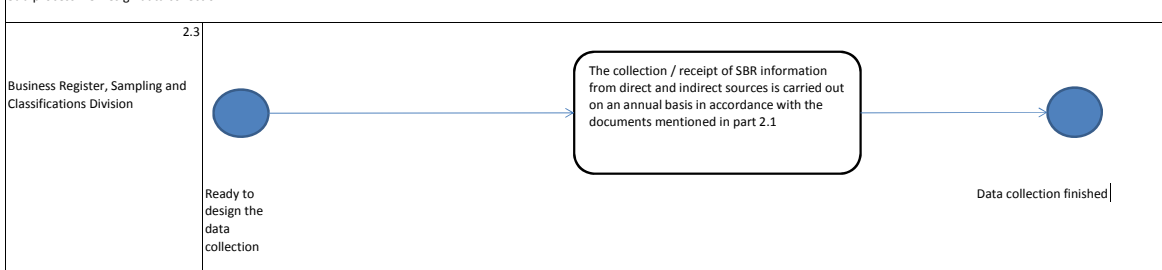 2.3
Business Register, Sampling and
Classifications Division
The collection / receipt of SBR information
from direct and indirect sources is carried out
on an annual basis in accordance with the
documents mentioned in part 2.1
Ready to
design the
data
collection
Data collection finished